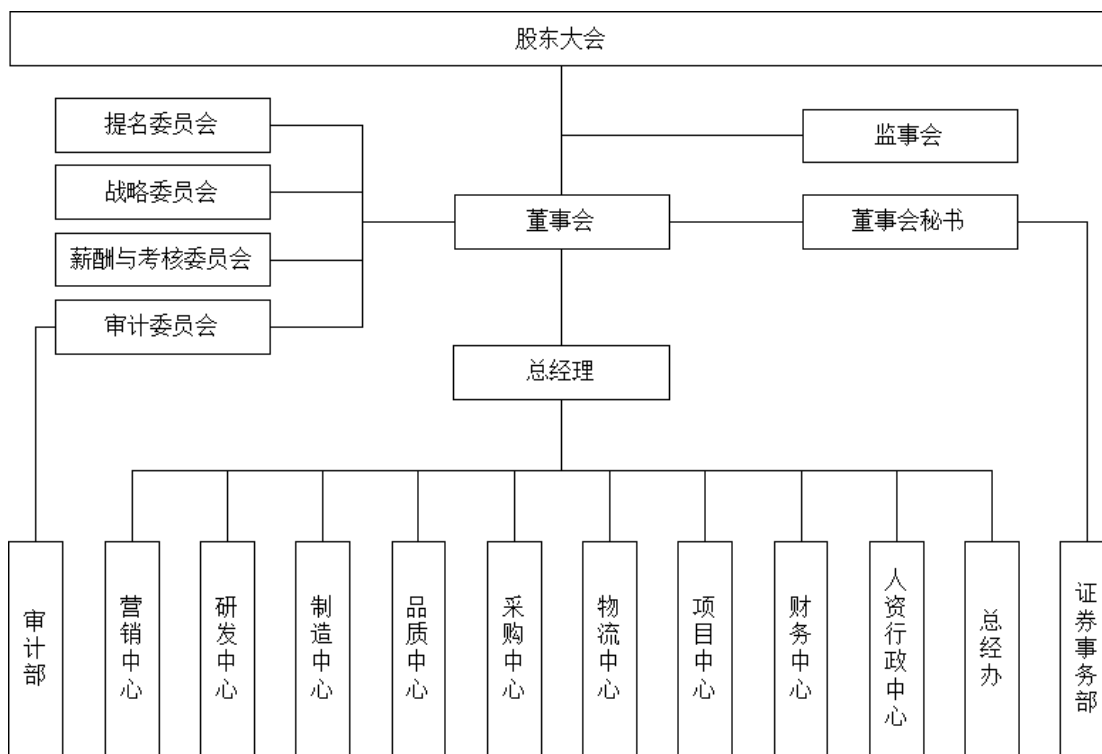 股东大会
提名委员会
监事会
战略委员会
董事会
董事会秘书
薪酬与考核委员会
审计委员会
总经理
审计部
营销中心
研发中心
制造中心
品质中心
采购中心
物流中心
项目中心
财务中心
人资行政中心
总经办
证券事务部